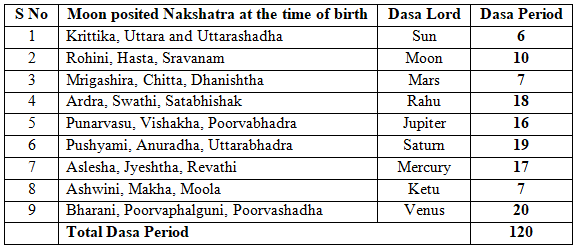 S No Moon posited Nakshatra at the time of birth Dasa Lord Dasa Period
1 Krittika, Uttara and Uttarashadha Sun 6
2 Rohini, Hasta, Sravanam Moon 10
3 Mrigashira, Chitta, Dhanishtha Mars 7
4 Ardra, Swathi, Satabhishak Rahu 18
5 Punarvasu, Vishakha, Poorvabhadra Jupiter 16
6 Pushyami, Anuradha, Uttarabhadra Saturn 19
7 Aslesha, Jyeshtha, Revathi Mercury 17
8 Ashwini, Makha, Moola Ketu 7
9 Bharani, Poorvaphalguni, Poorvashadha Venus 20
Total Dasa Period 120